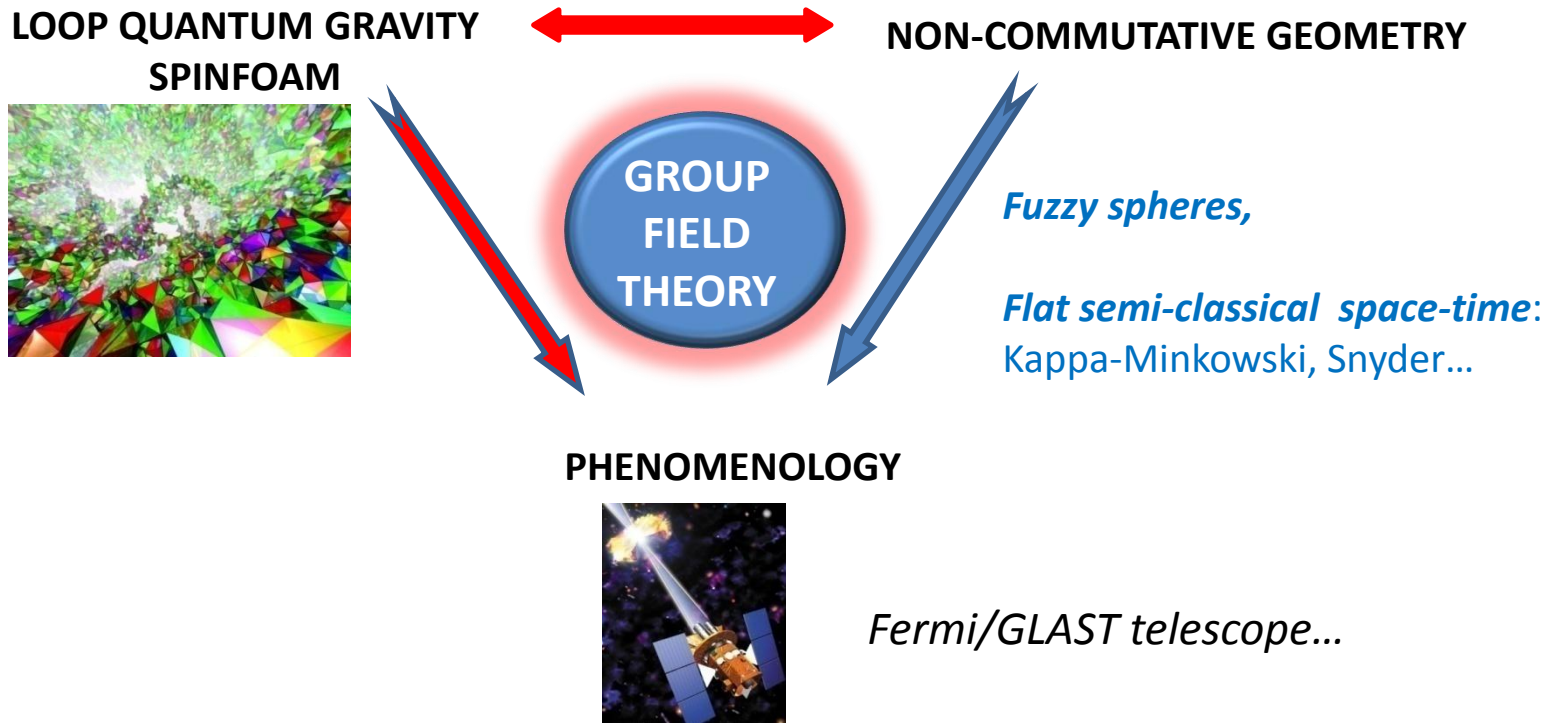 LOOP QUANTUM GRAVITY
SPINFOAM
NON-COMMUTATIVE GEOMETRY
GROUP
FIELD
THEORY
Fuzzy spheres,
Flat semi-classical space-time:
Kappa-Minkowski, Snyder…
PHENOMENOLOGY
Fermi/GLAST telescope…